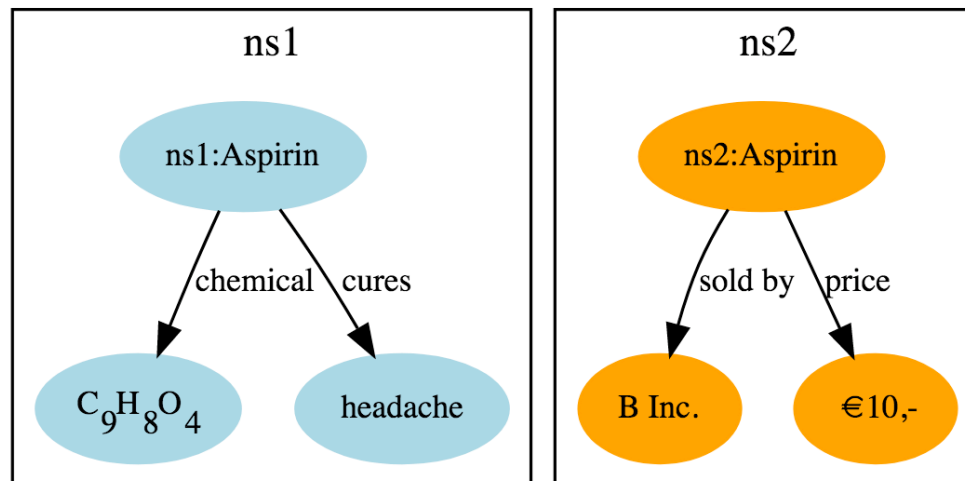 ns1
ns1:Aspirin
chemical
cures
C₉H₈O₄
headache
ns2
ns2:Aspirin
sold by
price
B Inc.
€10,-